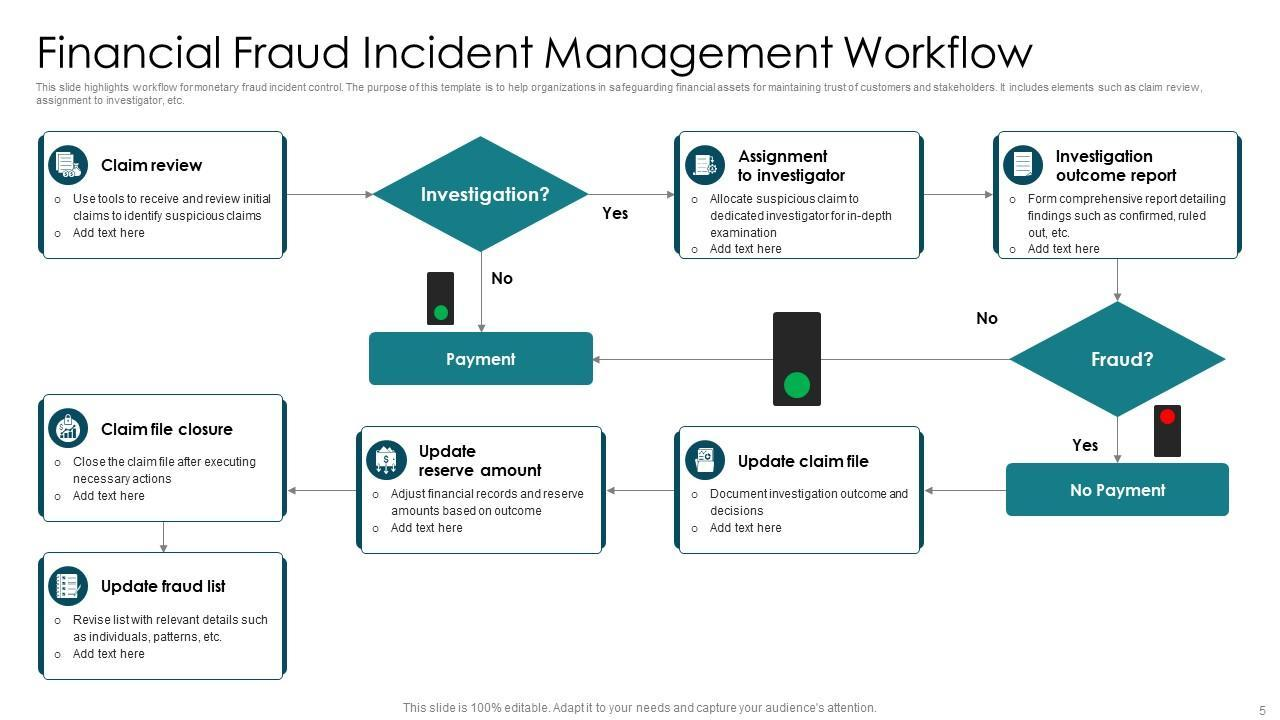 Financial Fraud Incident Management Workflow
This slide highlights workflow formonetary fraud incident control. The purpose of this template is to help organizations in safeguarding financial assets for maintaining trust of customers and stakeholders. It includes elements such as claim review,
assignment to investigator, etc.
Claim review
o Use tools to receive and review initial
claims to identify suspicious claims
o Add text here
Investigation?
Yes
No
Assignment
to investigator
o Allocate suspicious claim to
dedicated investigator for in-depth
examination
o Add text here
Investigation
outcome report
o Form comprehensive report detailing
findings such as confirmed, ruled
out, etc.
o Add text here
Payment
No
Fraud?
Yes
No Payment
Update claim file
o Document investigation outcome and
decisions
o Add text here
Update
reserve amount
$
o Adjust financial records and reserve
amounts based on outcome
o Add text here
Claim file closure
o Close the claim file after executing
necessary actions
o Add text here
Update fraud list
o Revise list with relevant details such
as individuals, patterns, etc.
o Add text here
This slide is 100% editable. Adapt it to your needs and capture your audience's attention.
5